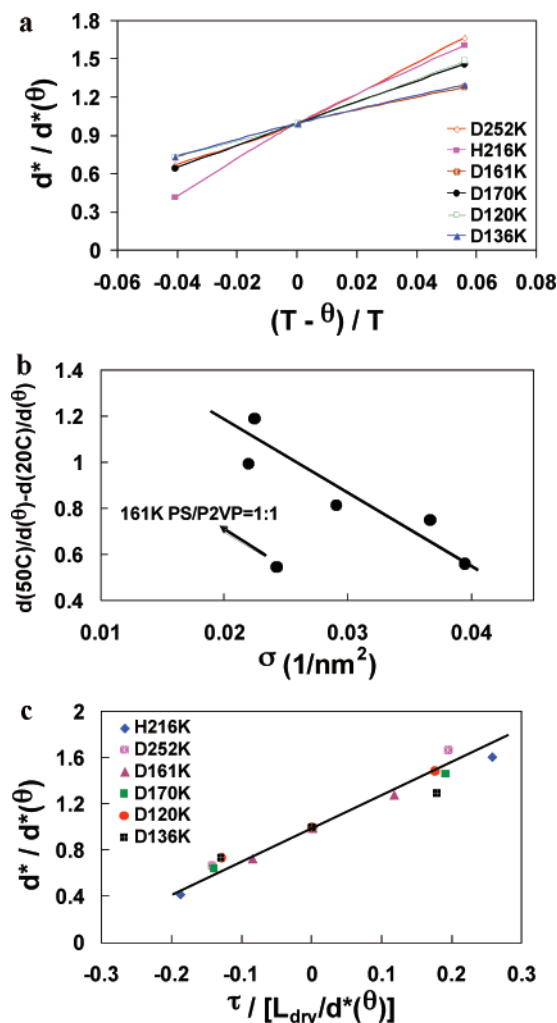 a
d* / d*(θ)
1.8
1.5
1.2
0.9
0.6
0.3
0
D252K
H216K
D161K
D170K
D120K
D136K
-0.06 -0.04 -0.02 0 0.02 0.04 0.06 0.08
(T - θ) / T
b
d(50C)/d(θ)-d(20C)/d(θ)
1.4
1.2
1
0.8
0.6
0.4
161K PS/P2VP=1:1
0.01 0.02 0.03 0.04
σ (1/nm²)
c
d* / d*(θ)
2
1.6
1.2
0.8
0.4
0
H216K
D252K
D161K
D170K
D120K
D136K
-0.3 -0.2 -0.1 0 0.1 0.2 0.3
τ / [L_dry/d*(θ)]